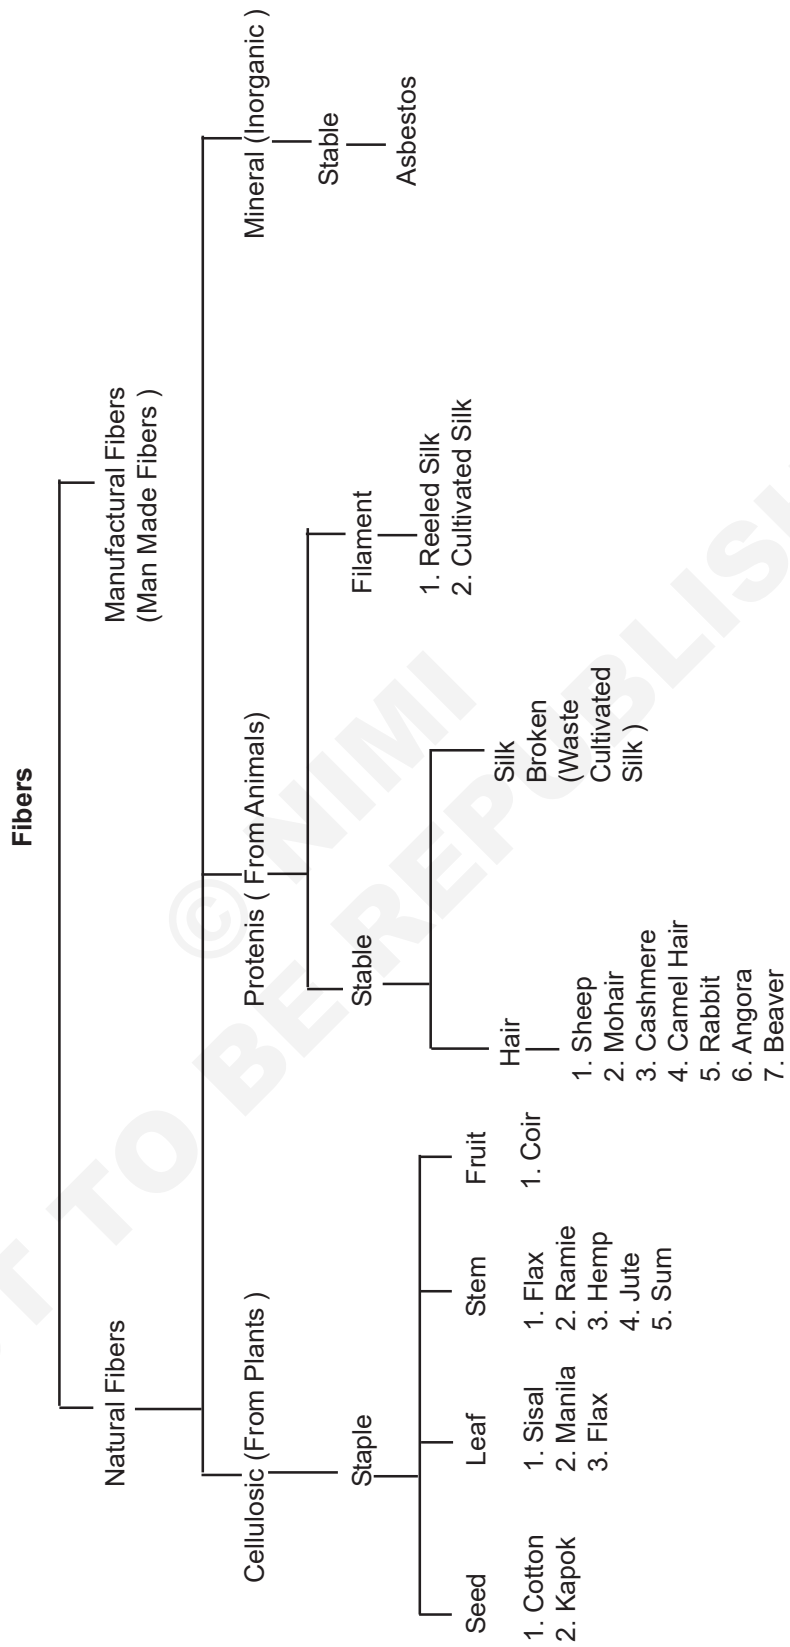 Fibers
Natural Fibers
Manufactural Fibers
(Man Made Fibers )
Cellulosic (From Plants )
Protenis ( From Animals)
Mineral (Inorganic )
Staple
Stable
Filament
Stable
Seed
Leaf
Stem
Fruit
Hair
Silk
Broken
(Waste
Cultivated
Silk )
1. Reeled Silk
2. Cultivated Silk
Asbestos
1. Cotton
2. Kapok
1. Sisal
2. Manila
3. Flax
1. Flax
2. Ramie
3. Hemp
4. Jute
5. Sum
1. Coir
1. Sheep
2. Mohair
3. Cashmere
4. Camel Hair
5. Rabbit
6. Angora
7. Beaver
© NIMI
TO BE REPUBLIS